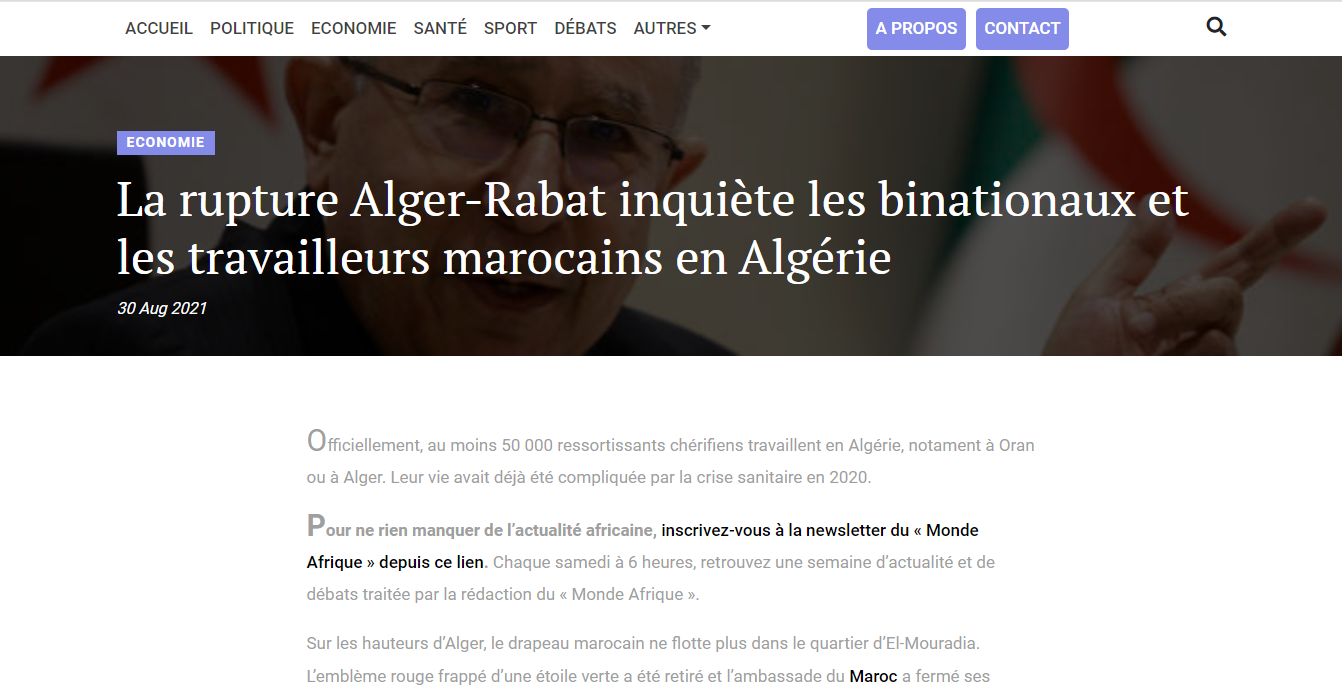 ACCUEIL POLITIQUE ECONOMIE SANTÉ SPORT DÉBATS AUTRES A PROPOS CONTACT
ECONOMIE
La rupture Alger-Rabat inquiète les binationaux et
les travailleurs marocains en Algérie
30 Aug 2021
Officiellement, au moins 50 000 ressortissants chérifiens travaillent en Algérie, notament à Oran
ou à Alger. Leur vie avait déjà été compliquée par la crise sanitaire en 2020.
Pour ne rien manquer de l’actualité africaine, inscrivez-vous à la newsletter du « Monde
Afrique » depuis ce lien. Chaque samedi à 6 heures, retrouvez une semaine d’actualité et de
débats traitée par la rédaction du « Monde Afrique ».
Sur les hauteurs d’Alger, le drapeau marocain ne flotte plus dans le quartier d’El-Mouradia.
L’emblème rouge frappé d’une étoile verte a été retiré et l’ambassade du Maroc a fermé ses